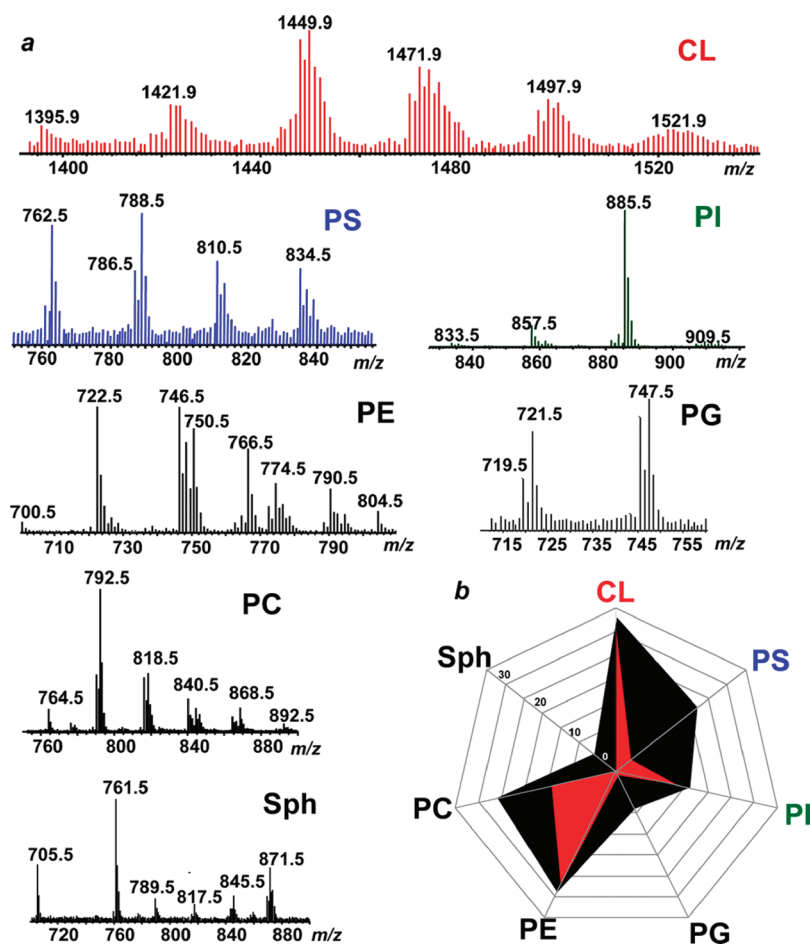 a
CL
1395.9 1421.9 1449.9 1471.9 1497.9 1521.9
1400 1440 1480 1520 m/z
PS
762.5 786.5 788.5 810.5 834.5
760 780 800 820 840
m/z
PI
833.5 857.5 885.5 909.5
840 860 880 900 m/z
PE
700.5 722.5 746.5 750.5 766.5 774.5 790.5 804.5
710 730 750 770 790 m/z
PG
719.5 721.5 747.5
715 725 735 745 755
m/z
PC
764.5 792.5 818.5 840.5 868.5 892.5
760 800 840 880 m/z
Sph
705.5 761.5 789.5 817.5 845.5 871.5
720 760 800 840 880 m/z
b
CL
PS
PI
PG
PE
PC
Sph
30
20
10
0